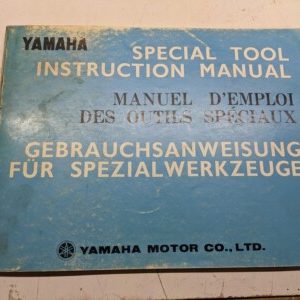 YAMAHA
SPECIAL TOOL
INSTRUCTION MANUAL
MANUEL D'EMPLOI
DES OUTILS SPÉCIAUX
GEBRAUCHSANWEISUNG
FÜR SPEZIALWERKZEUGE
YAMAHA MOTOR CO., LTD.